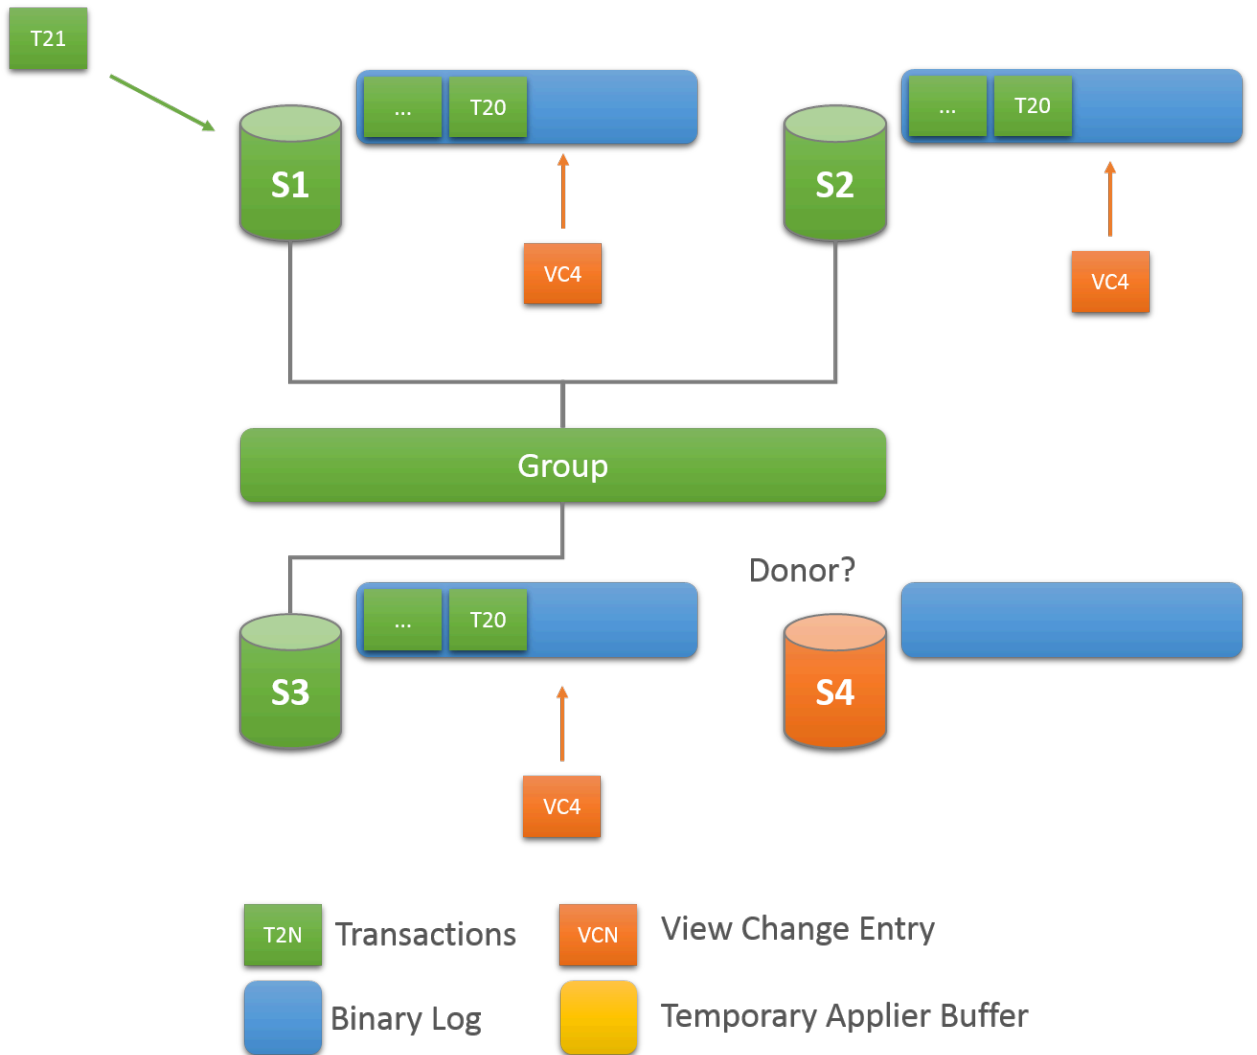 T21
... T20
... T20
S1
S2
VC4
VC4
Group
Donor?
... T20
S3
S4
VC4
T2N Transactions
VCN View Change Entry
Binary Log
Temporary Applier Buffer